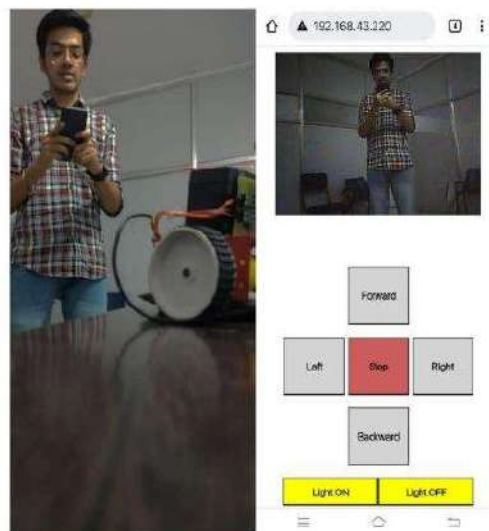 192.168.43.220
Forward
Left Stop Right
Backward
Light ON Light OFF